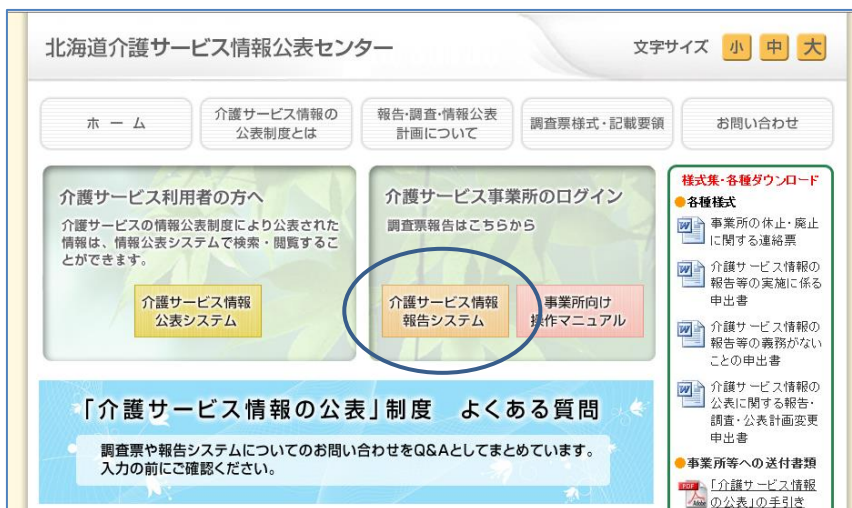 北海道介護サービス情報公表センター
文字サイズ 小 中 大
ホーム
介護サービス情報の
公表制度とは
報告・調査・情報公表
計画について
調査票様式・記載要領
お問い合わせ
介護サービス利用者の方へ
介護サービスの情報公表制度により公表された
情報は、情報公表システムで検索・閲覧するこ
とができます。
介護サービス情報
公表システム
介護サービス事業所のログイン
調査票報告はこちらから
介護サービス情報
報告システム
事業所向け
操作マニュアル
「介護サービス情報の公表」制度 よくある質問
調査票や報告システムについてのお問い合わせをQ&Aとしてまとめています。
入力の前にご確認ください。
様式集・各種ダウンロード
●各種様式
事業所の休止・廃止
に関する連絡票
介護サービス情報の
報告等の実施に係る
申出書
介護サービス情報の
報告等の義務がない
ことの申出書
介護サービス情報の
公表に関する報告・
調査・公表計画変更
申出書
●事業所等への送付書類
「介護サービス情報
の公表」の手引き